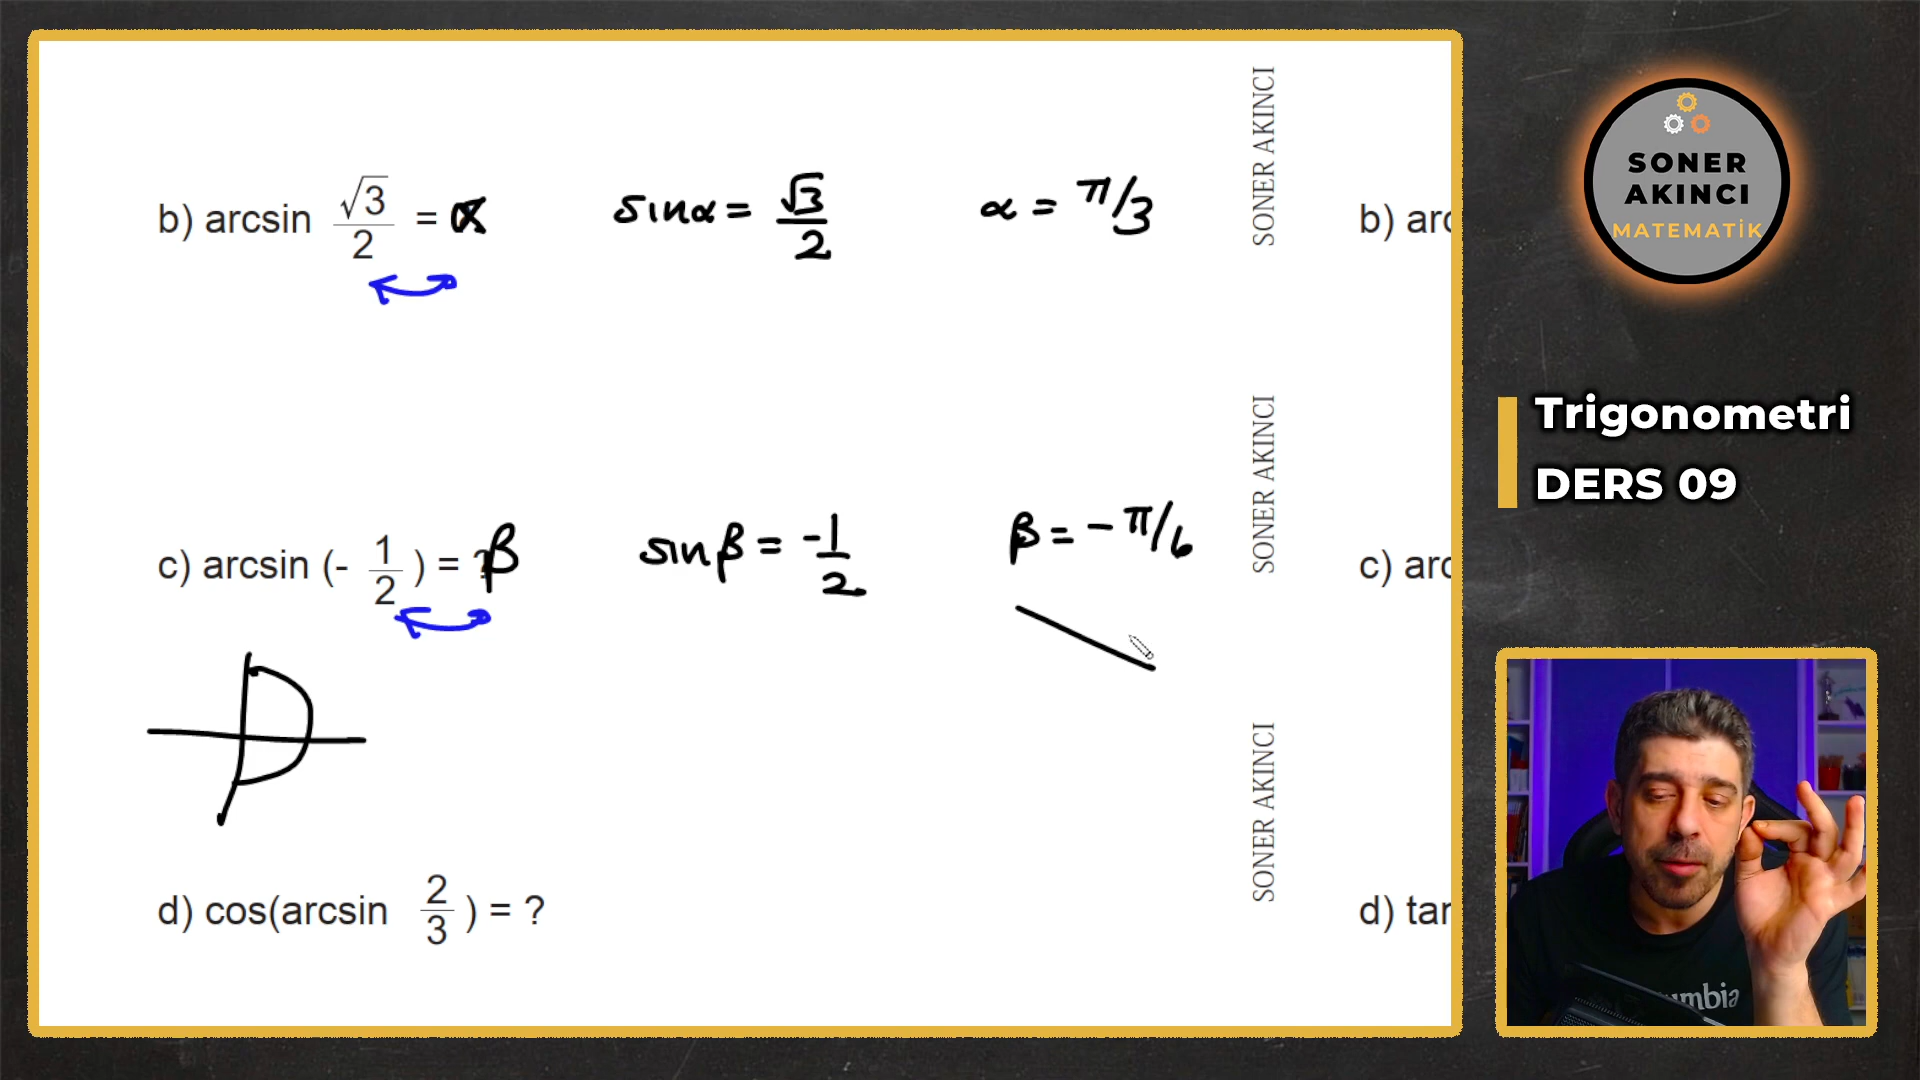 b) arcsin √3/2 = α sinα = √3/2 α = π/3
c) arcsin (- 1/2 ) = ? β sinβ = -1/2 β = -π/6
d) cos(arcsin 2/3 ) = ?
SONER AKINCI
SONER AKINCI
SONER AKINCI
b) arc
c) arc
d) tan
SONER
AKINCI
MATEMATİK
Trigonometri
DERS 09
umbia